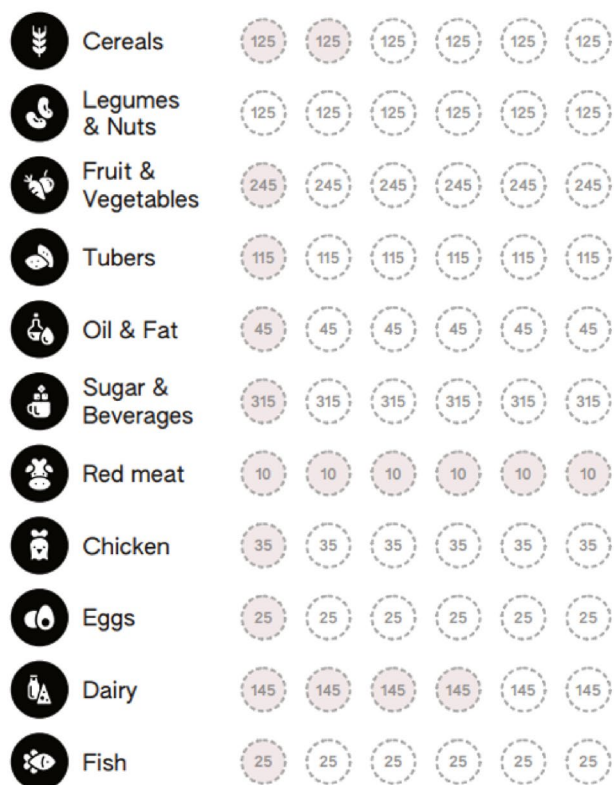 Cereals 125 125 125 125 125 125
Legumes
& Nuts 125 125 125 125 125 125
Fruit &
Vegetables 245 245 245 245 245 245
Tubers 115 115 115 115 115 115
Oil & Fat 45 45 45 45 45 45
Sugar &
Beverages 315 315 315 315 315 315
Red meat 10 10 10 10 10 10
Chicken 35 35 35 35 35 35
Eggs 25 25 25 25 25 25
Dairy 145 145 145 145 145 145
Fish 25 25 25 25 25 25